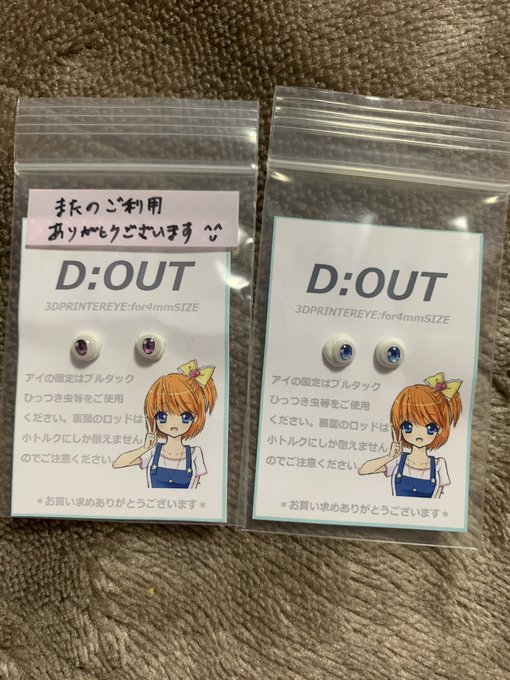 またのご利用
ありがとうございます
D:OUT
3DPRINTEREYE:for4mmSIZE
アイの固定はブルタック
ひっつき虫等をご使用
ください。裏面のロッドは
小トルクにしか耐えません
のでご注意ください。
*お買い求めありがとうございます*
D:OUT
3DPRINTEREYE:for4mmSIZE
アイの固定はブルタック
ひっつき虫等をご使用
ください。裏面のロッドは
小トルクにしか耐えません
のでご注意ください。
*お買い求めありがとうございます*